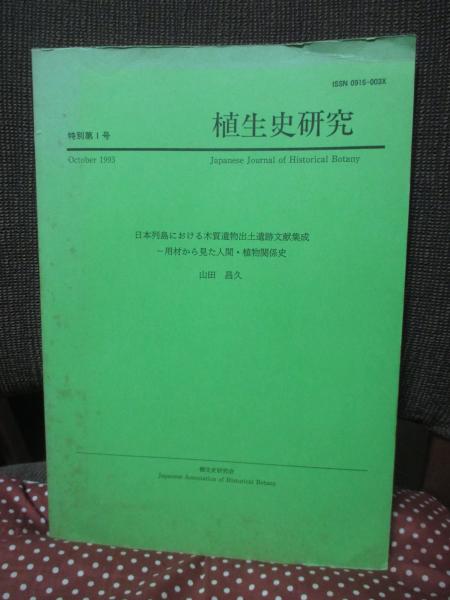 ISSN 0915-003X
特別第1号
植生史研究
October 1993
Japanese Journal of Historical Botany
日本列島における木質遺物出土遺跡文献集成
－用材から見た人間・植物関係史
山田 昌久
植生史研究会
Japanese Association of Historical Botany